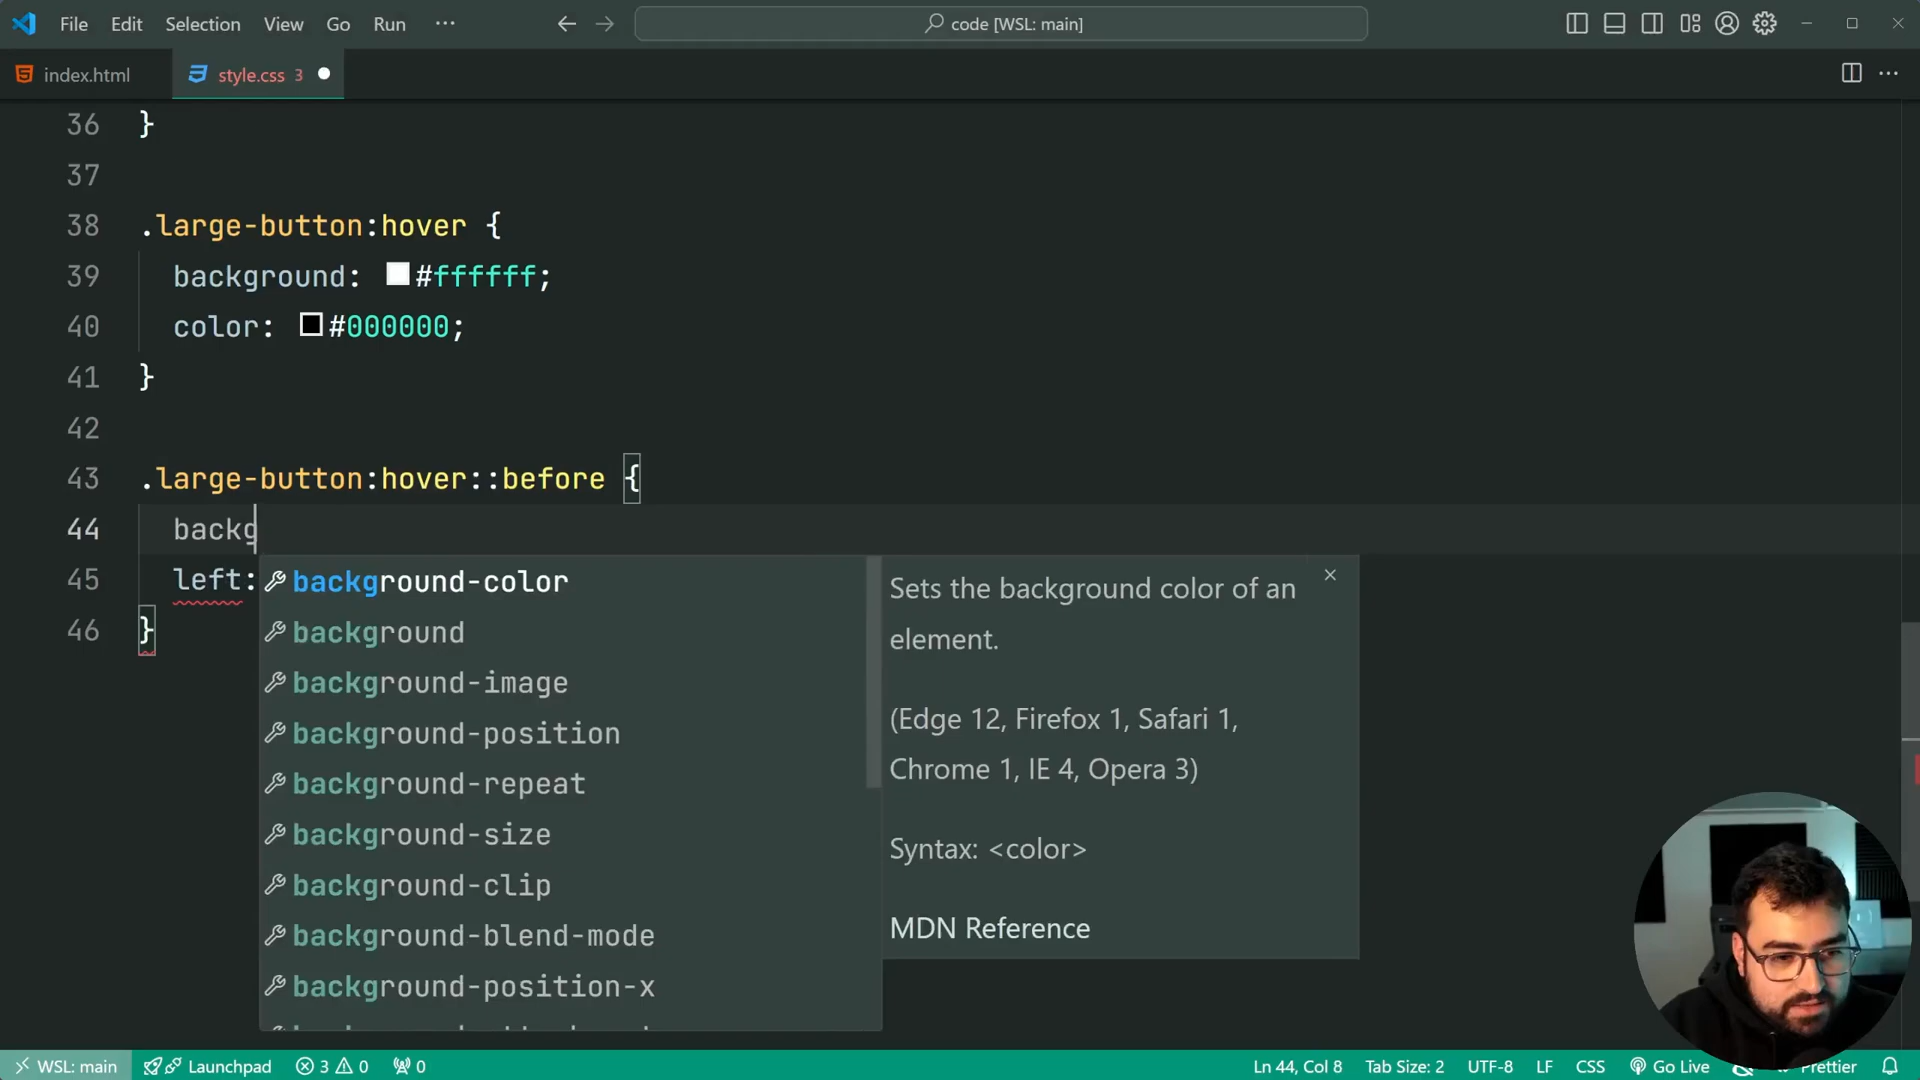 File Edit Selection View Go Run ···
code [WSL: main]
index.html
style.css 3
36 }
37
38 .large-button:hover {
39 background: #ffffff;
40 color: #000000;
41 }
42
43 .large-button:hover::before {
44 backg
45 left:
46 }
background-color
background
background-image
background-position
background-repeat
background-size
background-clip
background-blend-mode
background-position-x
Sets the background color of an
element.
(Edge 12, Firefox 1, Safari 1,
Chrome 1, IE 4, Opera 3)
Syntax: <color>
MDN Reference
WSL: main Launchpad 3 0 0 Ln 44, Col 8 Tab Size: 2 UTF-8 LF CSS Go Live Prettier